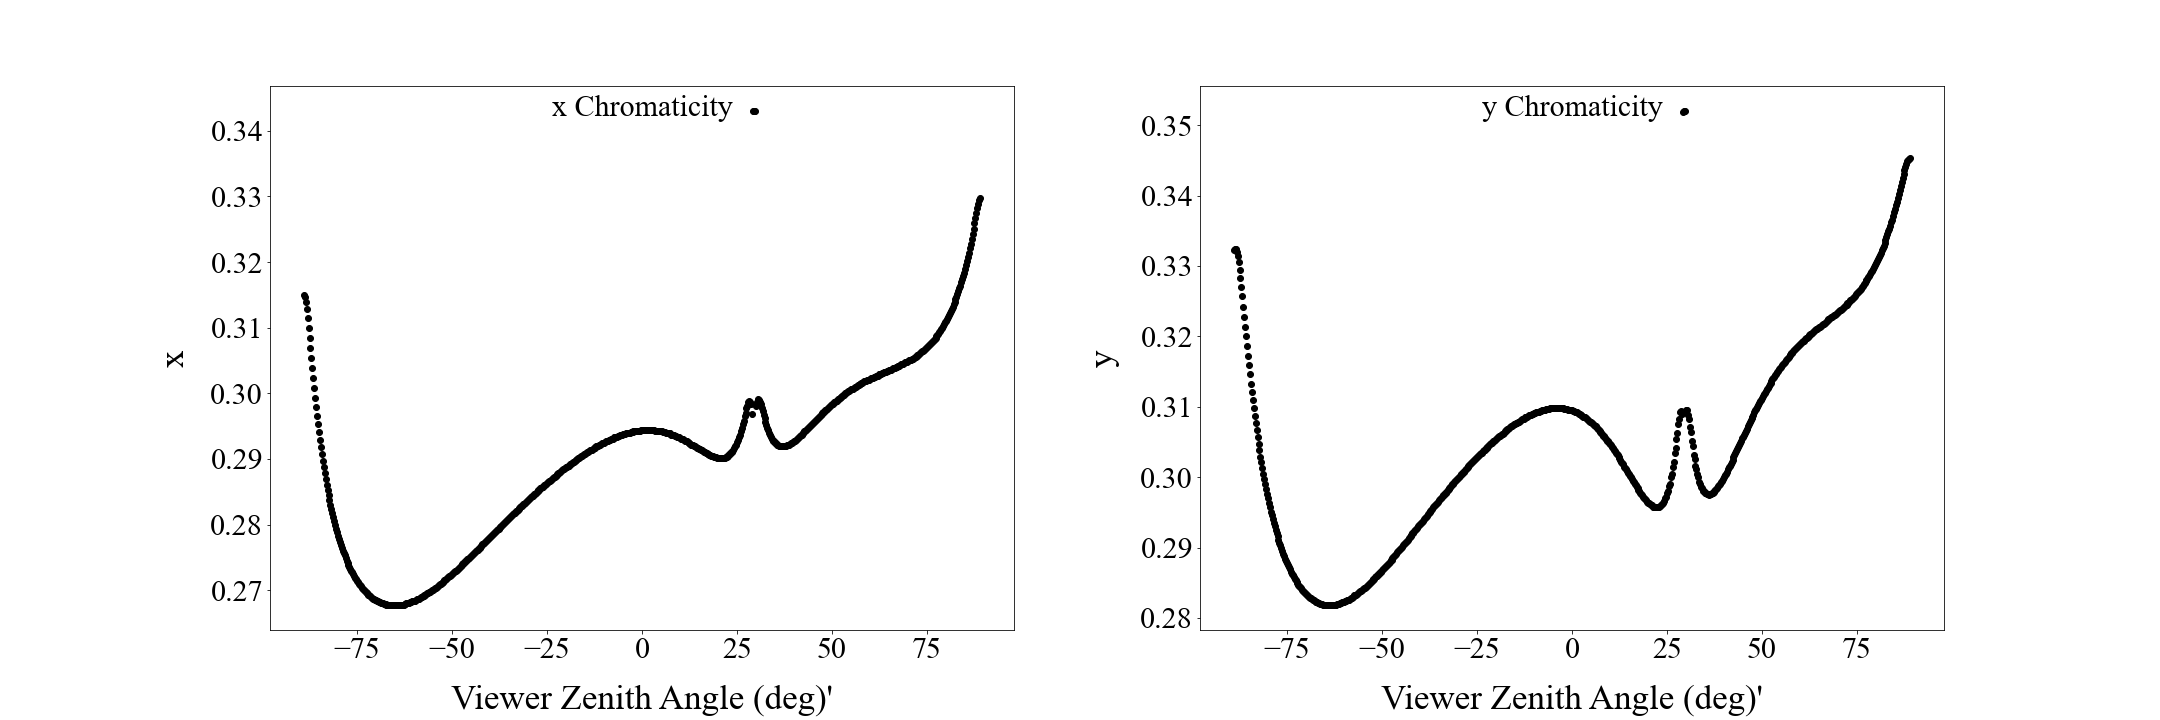 x Chromaticity
0.34
0.33
0.32
0.31
0.30
0.29
0.28
0.27
x
−75 −50 −25 0 25 50 75
Viewer Zenith Angle (deg)'
y Chromaticity
0.35
0.34
0.33
0.32
0.31
0.30
0.29
0.28
y
−75 −50 −25 0 25 50 75
Viewer Zenith Angle (deg)'